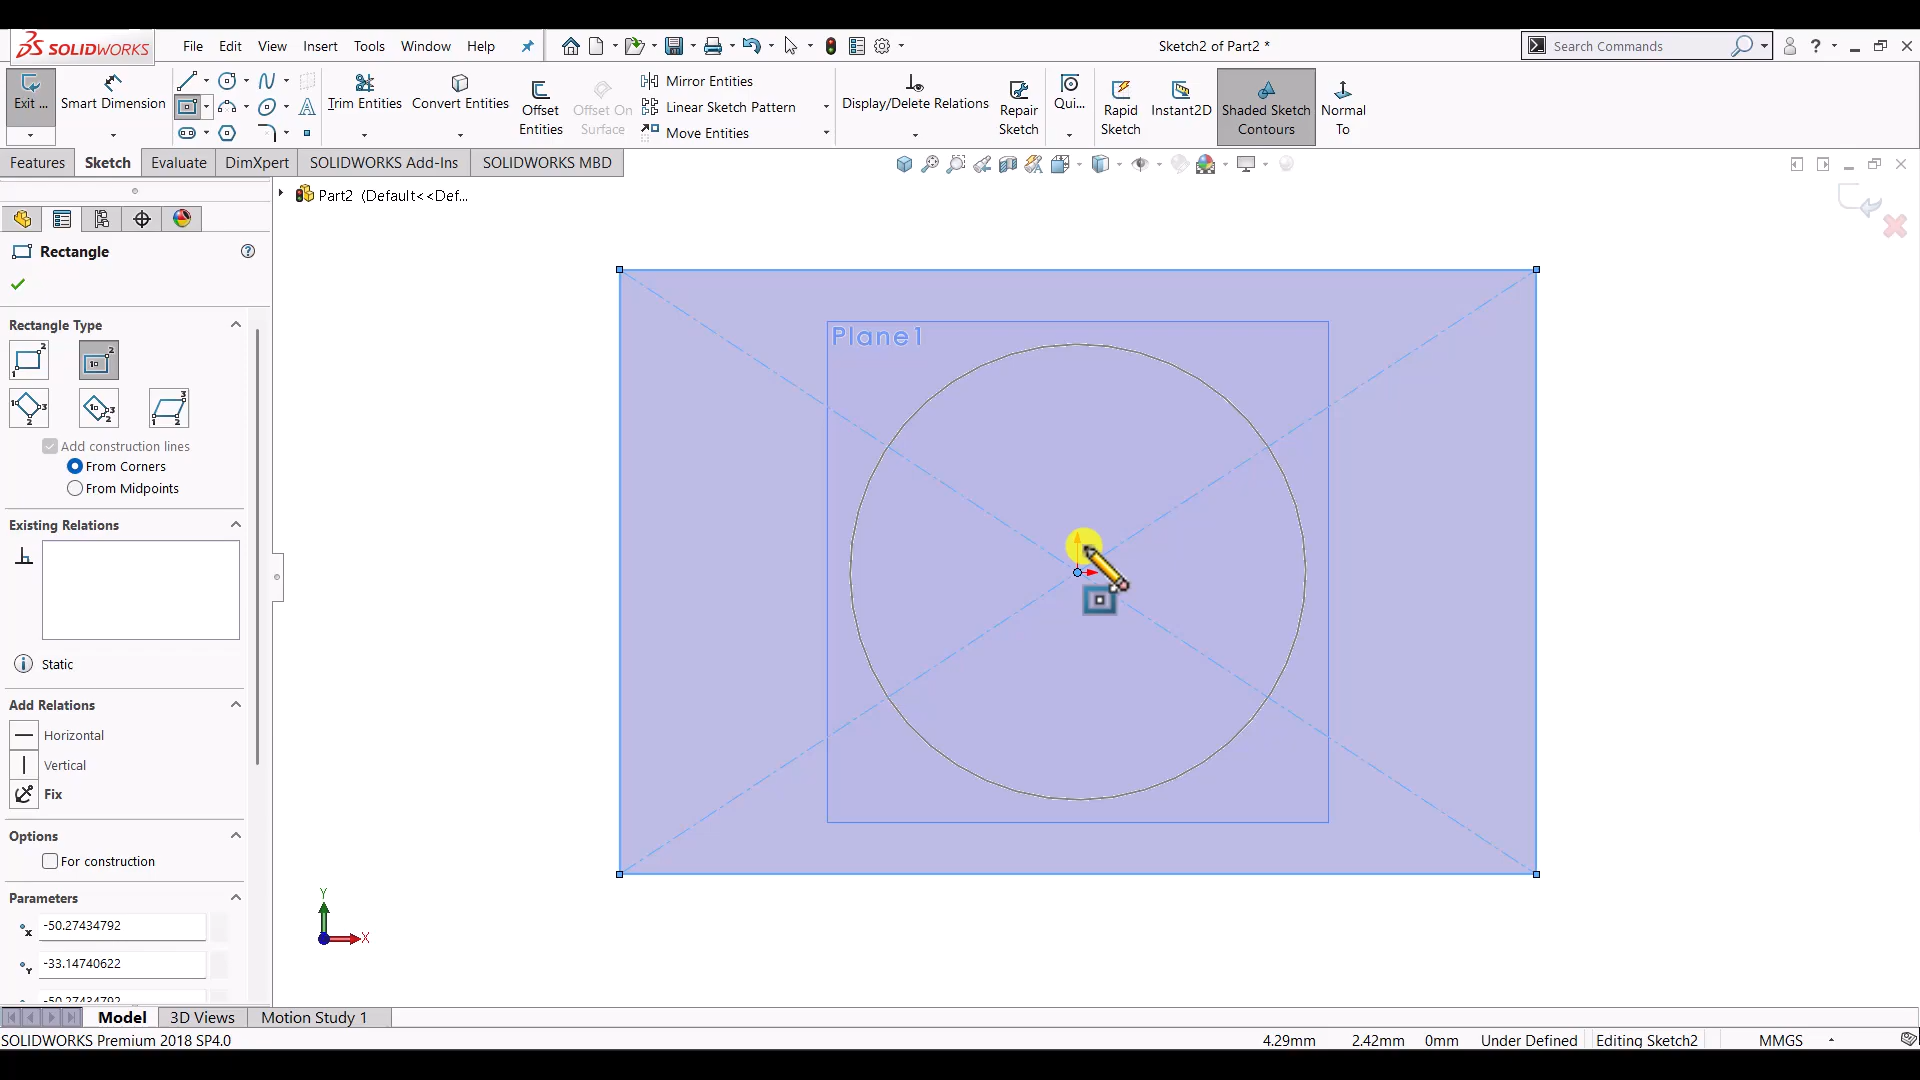 SOLIDWORKS
File Edit View Insert Tools Window Help
Sketch2 of Part2 *
Search Commands
Exit ...
Smart Dimension
Trim Entities
Convert Entities
Offset Entities
Offset On Surface
Mirror Entities
Linear Sketch Pattern
Move Entities
Display/Delete Relations
Repair Sketch
Qui...
Rapid Sketch
Instant2D
Shaded Sketch Contours
Normal To
Features Sketch Evaluate DimXpert SOLIDWORKS Add-Ins SOLIDWORKS MBD
Part2 (Default<<Def...
Rectangle
Rectangle Type
Add construction lines
From Corners
From Midpoints
Existing Relations
Static
Add Relations
Horizontal
Vertical
Fix
Options
For construction
Parameters
-50.27434792
-33.14740622
-50.27434792
Plane1
Y
X
Model 3D Views Motion Study 1
SOLIDWORKS Premium 2018 SP4.0
4.29mm 2.42mm 0mm Under Defined Editing Sketch2 MMGS